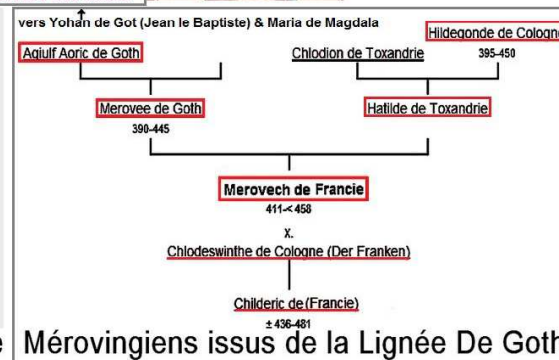 vers Yohan de Got (Jean le Baptiste) & Maria de Magdala
Hildegonde de Cologne
Agiulf Aoric de Goth
Chlodion de Toxandrie
395-450
Merovee de Goth
Hatilde de Toxandrie
390-445
Merovech de Francie
411-<458
X.
Chlodeswinthe de Cologne (Der Franken)
Childeric de (Francie)
± 436-481
e Mérovingiens issus de la Lignée De Goth